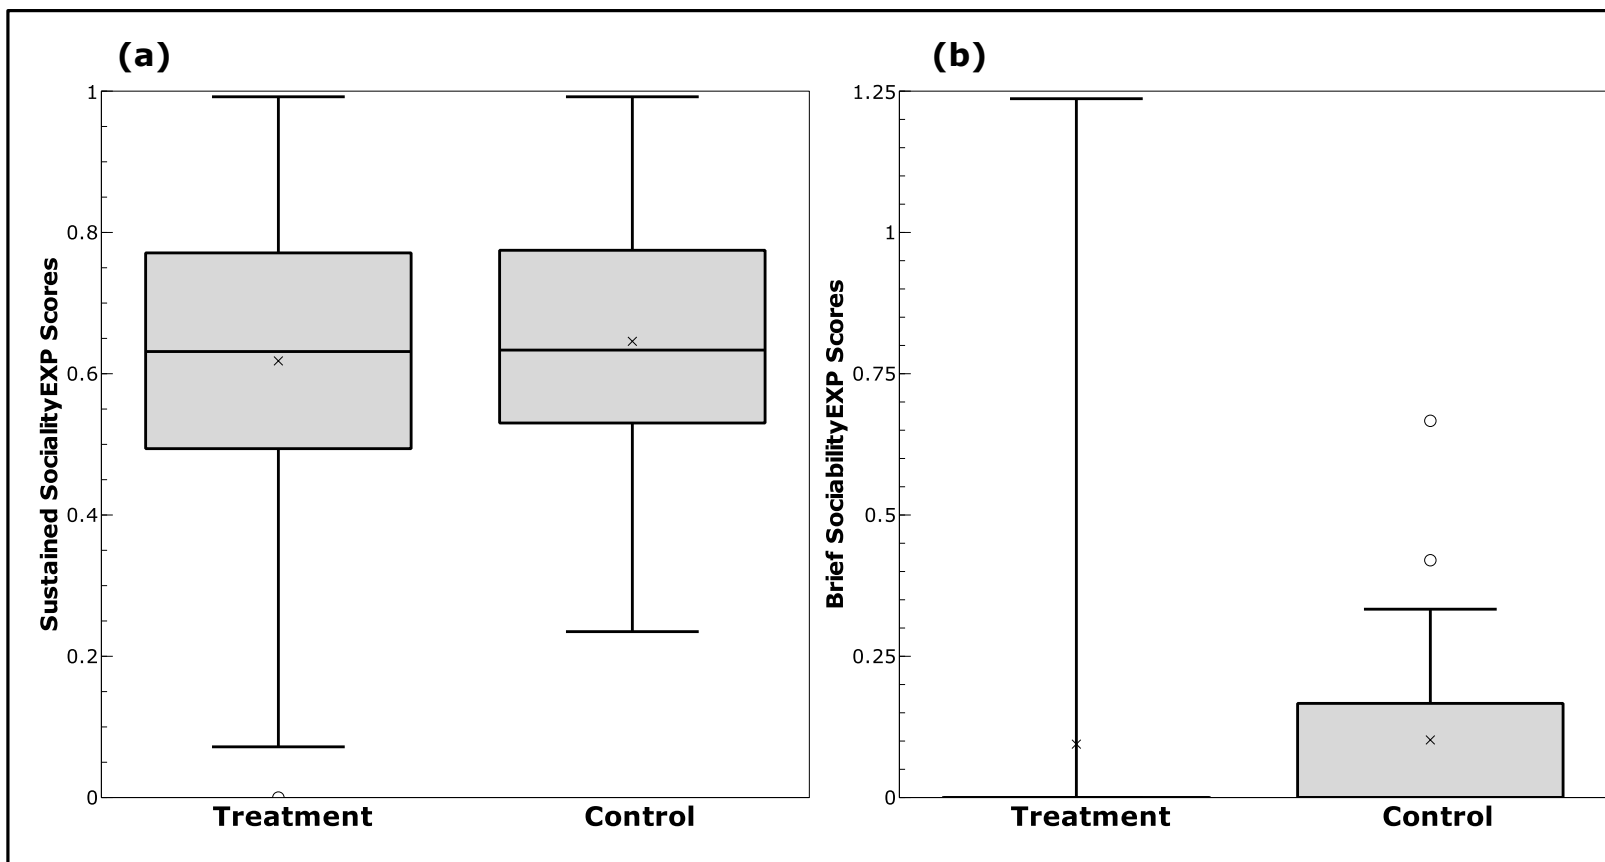 (a)
Sustained SocialityEXP Scores
1
0.8
0.6
0.4
0.2
0
Treatment Control
(b)
Brief SociabilityEXP Scores
1.25
1
0.75
0.5
0.25
0
Treatment Control